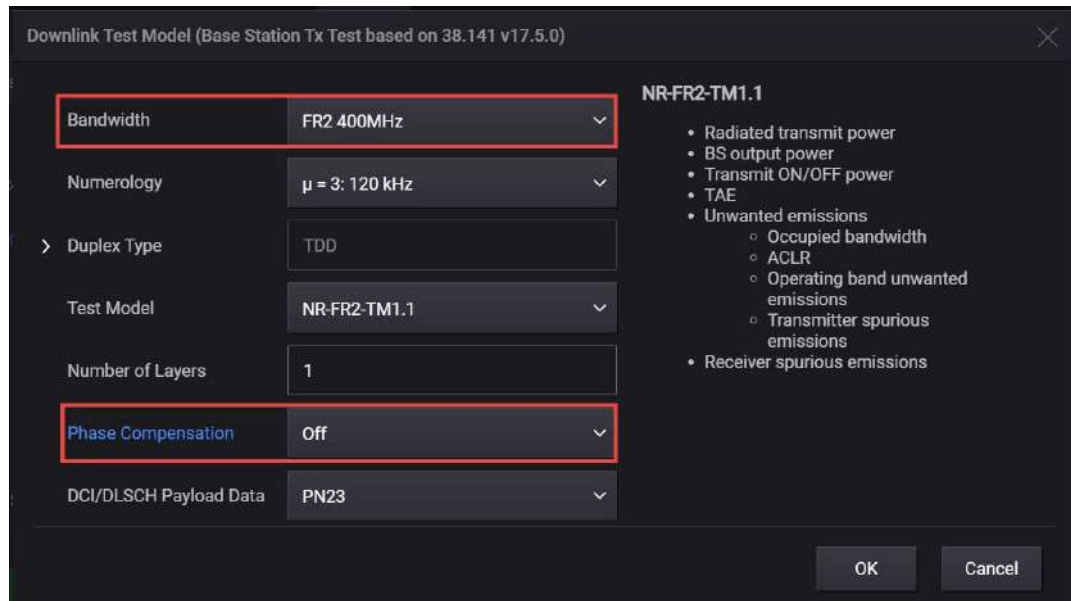 Downlink Test Model (Base Station Tx Test based on 38.141 v17.5.0)
Bandwidth FR2 400MHz
Numerology µ = 3: 120 kHz
Duplex Type TDD
Test Model NR-FR2-TM1.1
Number of Layers 1
Phase Compensation Off
DCI/DLSCH Payload Data PN23
NR-FR2-TM1.1
• Radiated transmit power
• BS output power
• Transmit ON/OFF power
• TAE
• Unwanted emissions
○ Occupied bandwidth
○ ACLR
○ Operating band unwanted
emissions
○ Transmitter spurious
emissions
• Receiver spurious emissions
OK Cancel